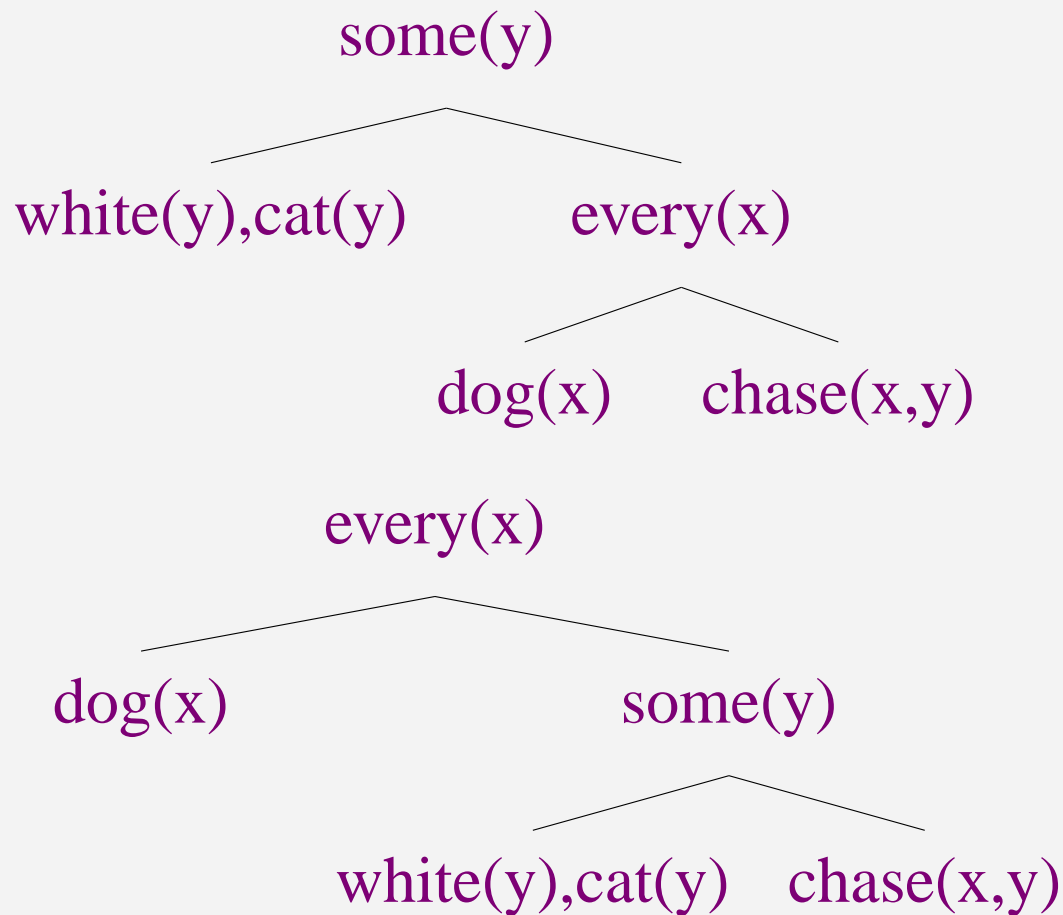 some(y)
white(y),cat(y) every(x)
dog(x) chase(x,y)
every(x)
dog(x) some(y)
white(y),cat(y) chase(x,y)